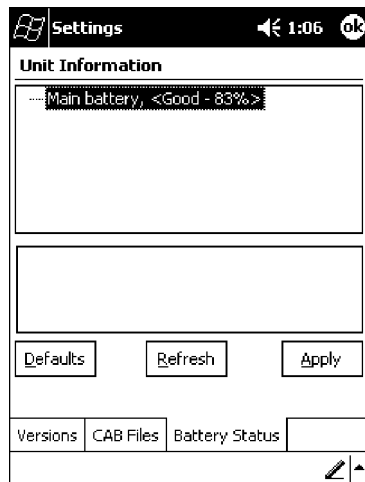 Settings 1:06 ok
Unit Information
Main battery, <Good - 83%>
Defaults Refresh Apply
Versions CAB Files Battery Status